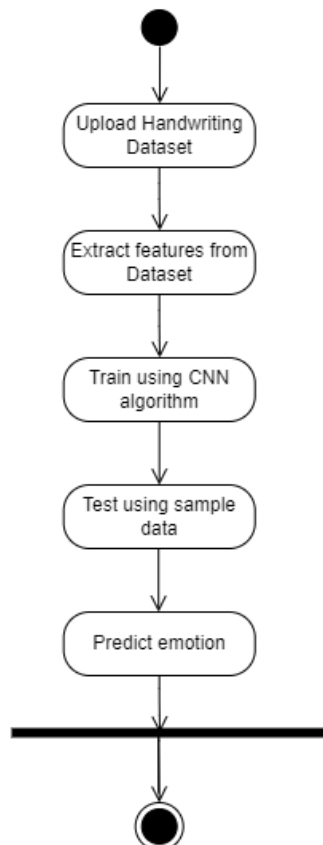 Upload Handwriting
Dataset
Extract features from
Dataset
Train using CNN
algorithm
Test using sample
data
Predict emotion